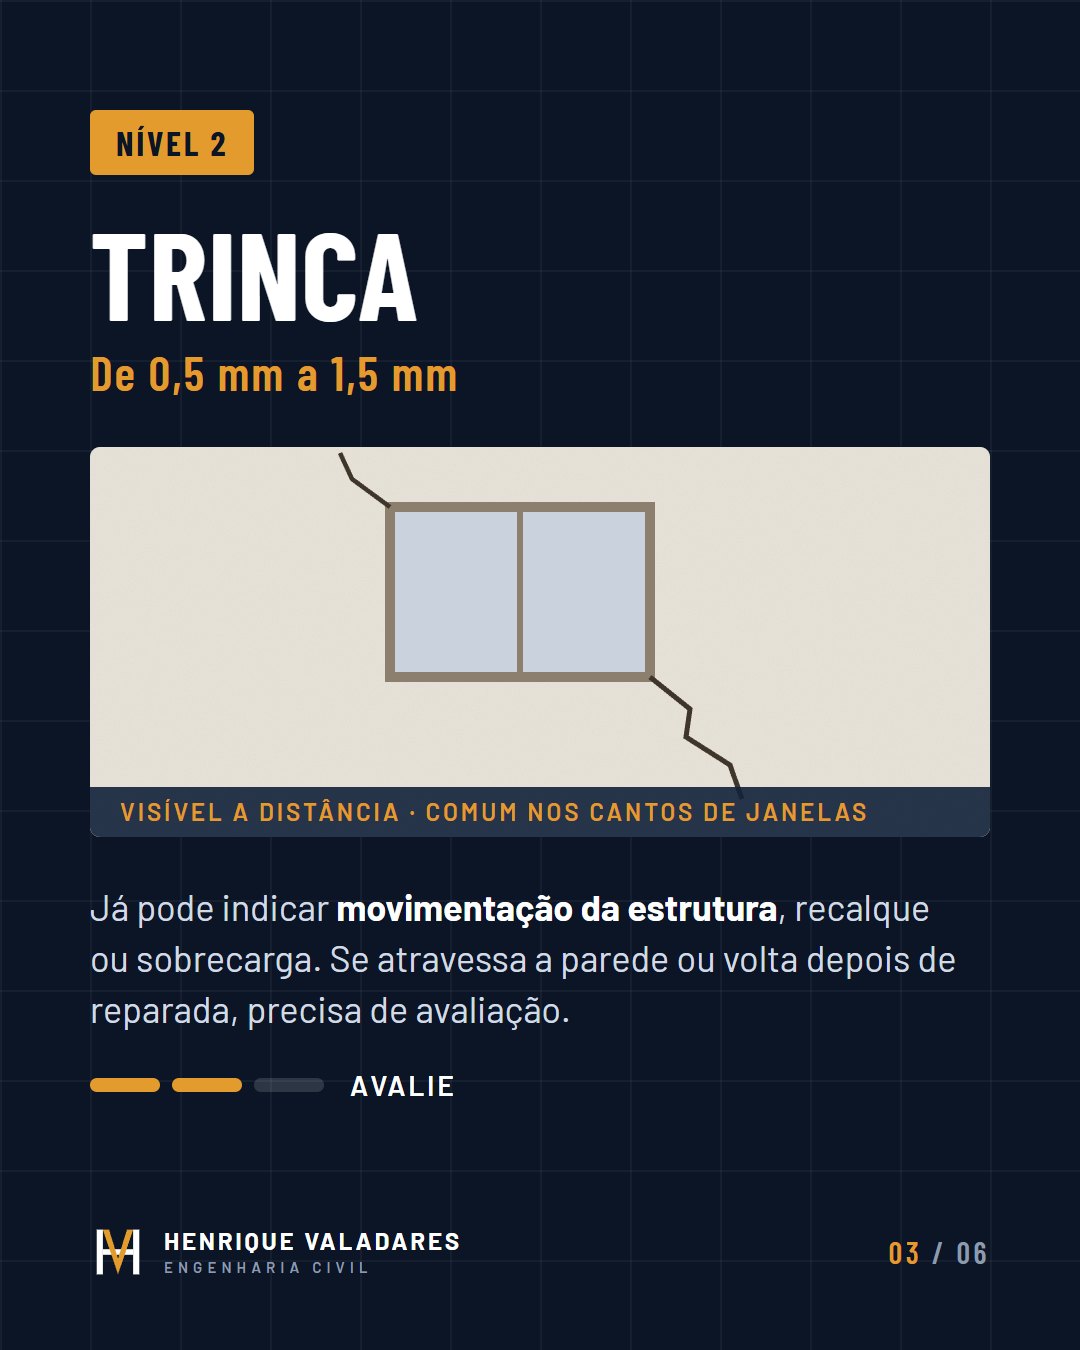 NÍVEL 2
TRINCA
De 0,5 mm a 1,5 mm
VISÍVEL A DISTÂNCIA · COMUM NOS CANTOS DE JANELAS
Já pode indicar movimentação da estrutura, recalque
ou sobrecarga. Se atravessa a parede ou volta depois de
reparada, precisa de avaliação.
AVALIE
HENRIQUE VALADARES
ENGENHARIA CIVIL
03 / 06